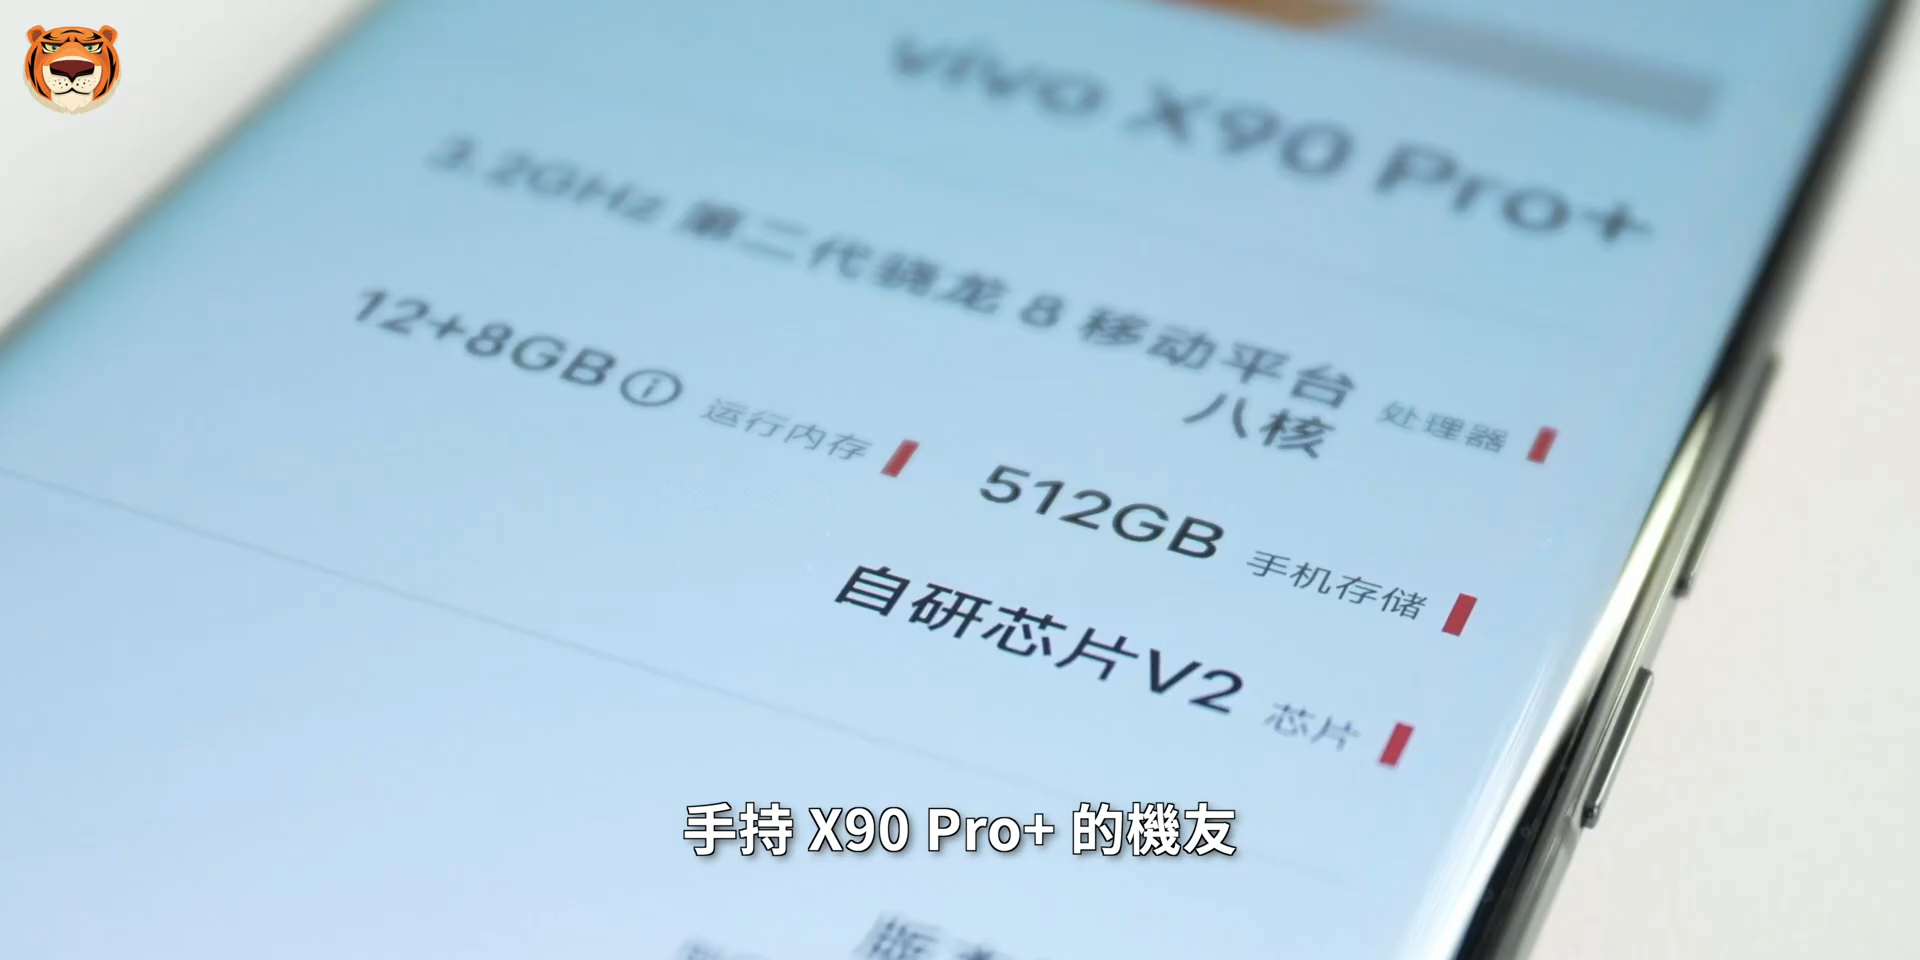 vivo X90 Pro+
3.2GHz 第二代骁龙 8 移动平台
八核 处理器
12+8GB 运行内存
512GB 手机存储
自研芯片V2 芯片
手持 X90 Pro+ 的機友